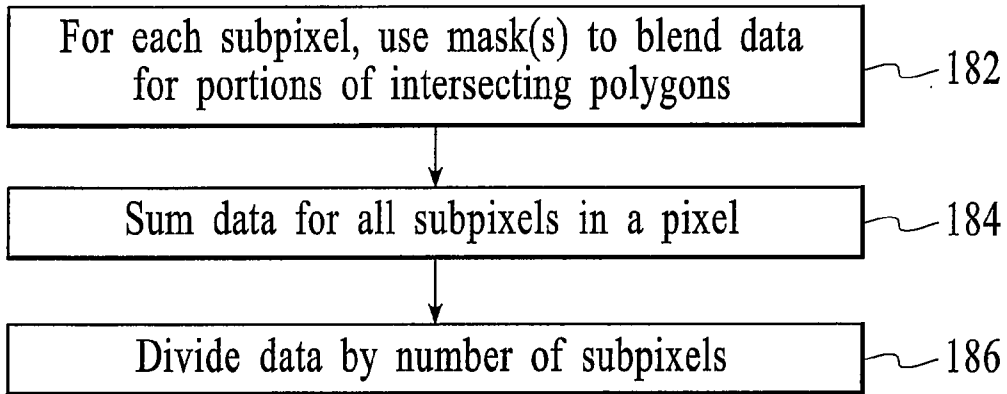 For each subpixel, use mask(s) to blend data
for portions of intersecting polygons
182
Sum data for all subpixels in a pixel
184
Divide data by number of subpixels
186